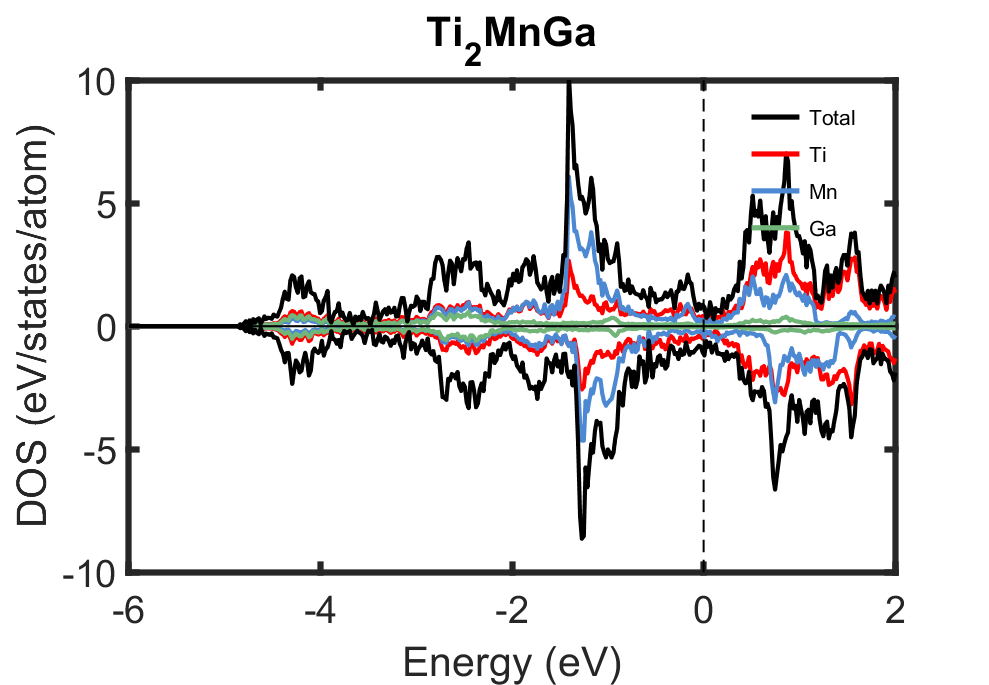 Ti2MnGa
DOS (eV/states/atom)
10
5
0
-5
-10
Total
Ti
Mn
Ga
-6
-4
-2
0
2
Energy (eV)